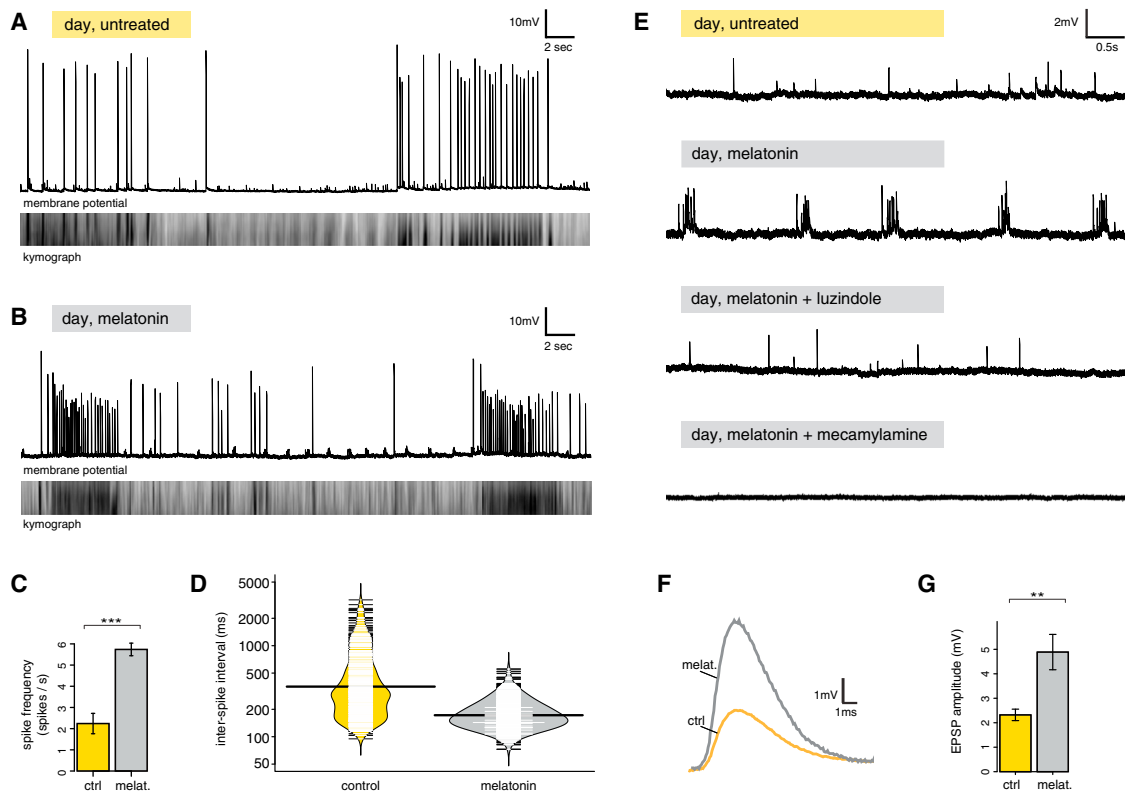 A
day, untreated
10mV
2 sec
membrane potential
kymograph
B
day, melatonin
10mV
2 sec
membrane potential
kymograph
C
***
spike frequency
(spikes / s)
0 1 2 3 4 5 6
ctrl melat.
D
inter-spike interval (ms)
5000
2000
1000
500
200
100
50
control melatonin
E
day, untreated
2mV
0.5s
day, melatonin
day, melatonin + luzindole
day, melatonin + mecamylamine
F
melat.
ctrl
1mV
1ms
G
**
EPSP amplitude (mV)
0 1 2 3 4 5
ctrl melat.